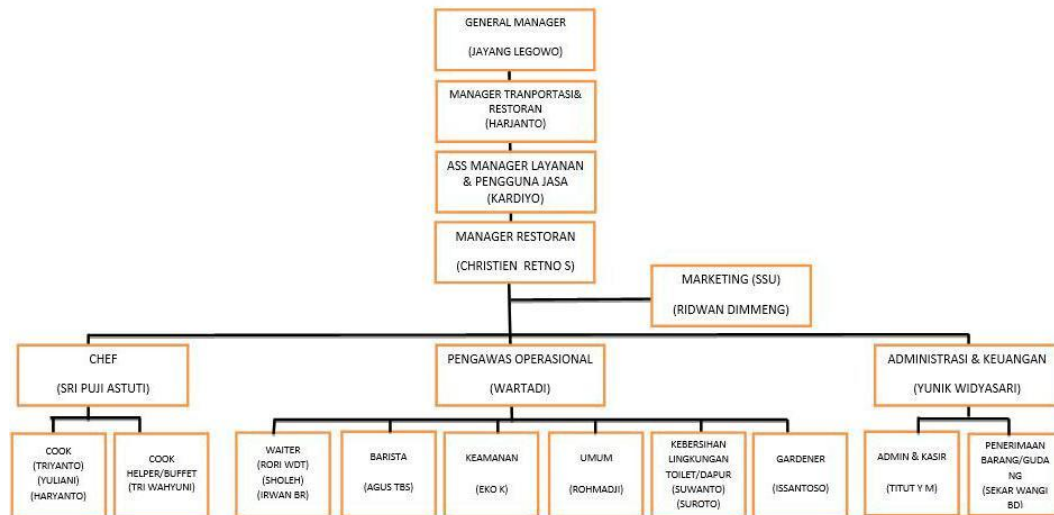 GENERAL MANAGER
(JAYANG LEGOWO)
MANAGER TRANPORTASI&
RESTORAN
(HARJANTO)
ASS MANAGER LAYANAN
& PENGGUNA JASA
(KARDIYO)
MANAGER RESTORAN
(CHRISTIEN RETNO S)
MARKETING (SSU)
(RIDWAN DIMMENG)
CHEF
(SRI PUJI ASTUTI)
PENGAWAS OPERASIONAL
(WARTADI)
ADMINISTRASI & KEUANGAN
(YUNIK WIDYASARI)
COOK
(TRIYANTO)
(YULIANI)
(HARYANTO)
COOK
HELPER/BUFFET
(TRI WAHYUNI)
WAITER
(RORI WDT)
(SHOLEH)
(IRWAN BR)
BARISTA
(AGUS TBS)
KEAMANAN
(EKO K)
UMUM
(ROHMADJI)
KEBERSIHAN
LINGKUNGAN
TOILET/DAPUR
(SUWANTO)
(SUROTO)
GARDENER
(ISSANTOSO)
ADMIN & KASIR
(TITUT Y M)
PENERIMAAN
BARANG/GUDA
NG
(SEKAR WANGI
BD)